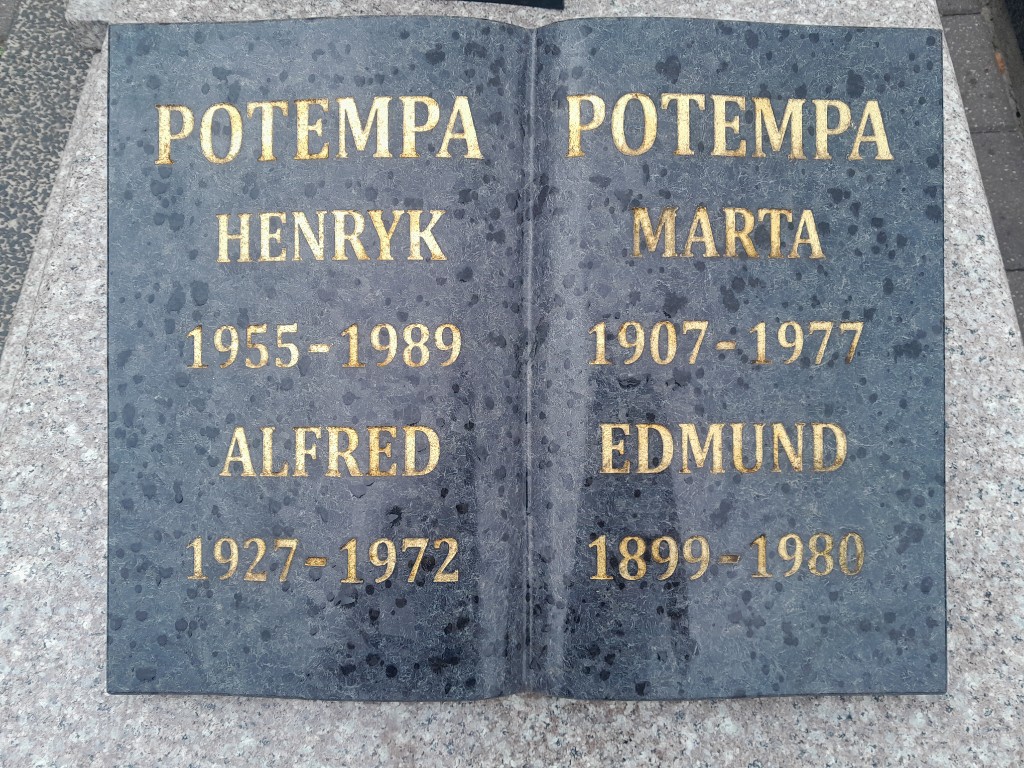 POTEMPA
HENRYK
1955-1989
ALFRED
1927-1972
POTEMPA
MARTA
1907-1977
EDMUND
1899-1980